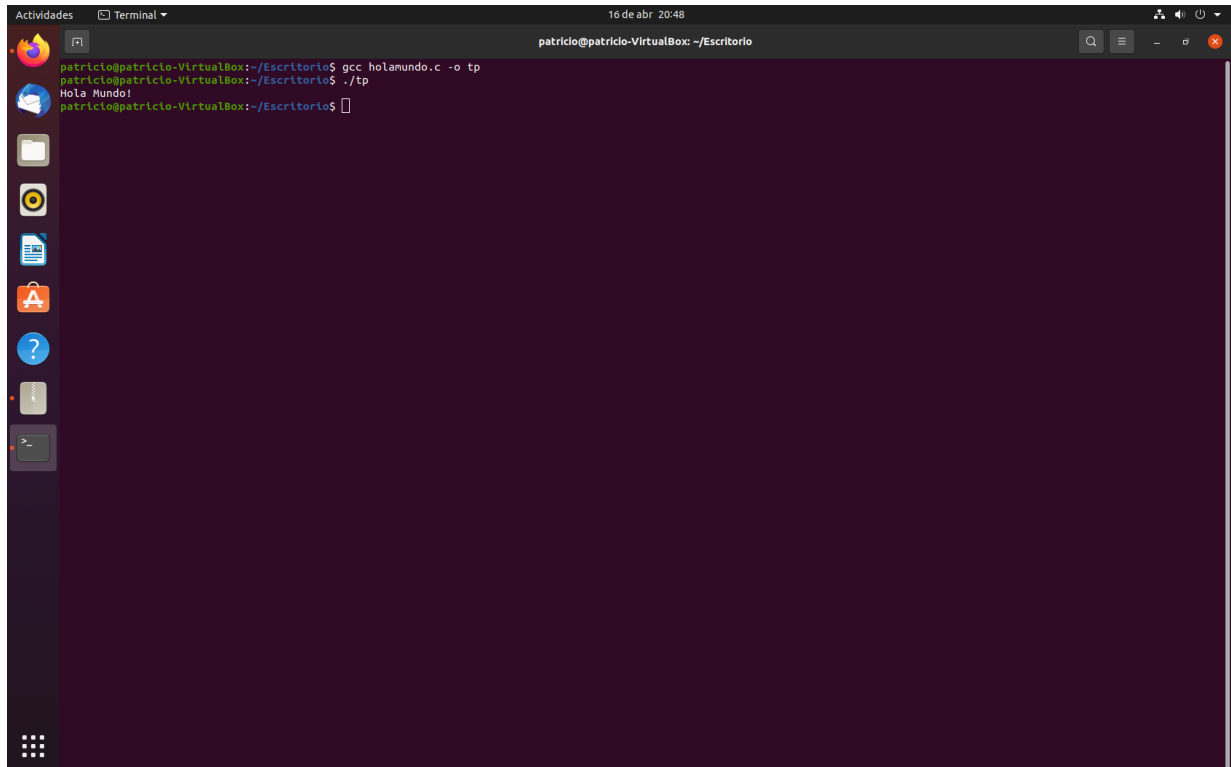 Actividades Terminal 16 de abr 20:48
patricio@patricio-VirtualBox: ~/Escritorio
patricio@patricio-VirtualBox:~/Escritorio$ gcc holamundo.c -o tp
patricio@patricio-VirtualBox:~/Escritorio$ ./tp
Hola Mundo!
patricio@patricio-VirtualBox:~/Escritorio$